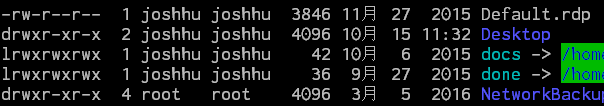 -rw-r--r-- 1 joshhu joshhu 3846 11月 27 2015 Default.rdp
drwxr-xr-x 2 joshhu joshhu 4096 10月 15 11:32 Desktop
lrwxrwxrwx 1 joshhu joshhu 42 10月 6 2015 docs -> /home
lrwxrwxrwx 1 joshhu joshhu 36 9月 27 2015 done -> /home
drwxr-xr-x 4 root root 4096 3月 5 2016 NetworkBackup